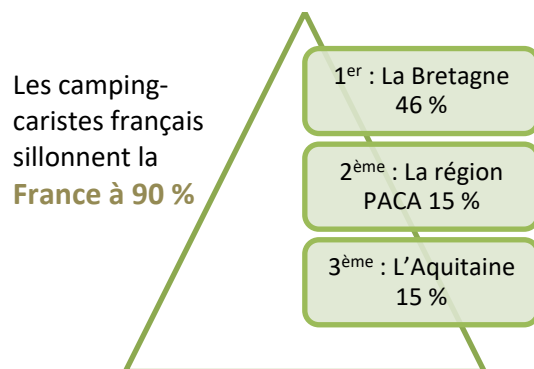 Les camping-
caristes français
sillonnent la
France à 90 %
1er : La Bretagne
46 %
2ème : La région
PACA 15 %
3ème : L’Aquitaine
15 %